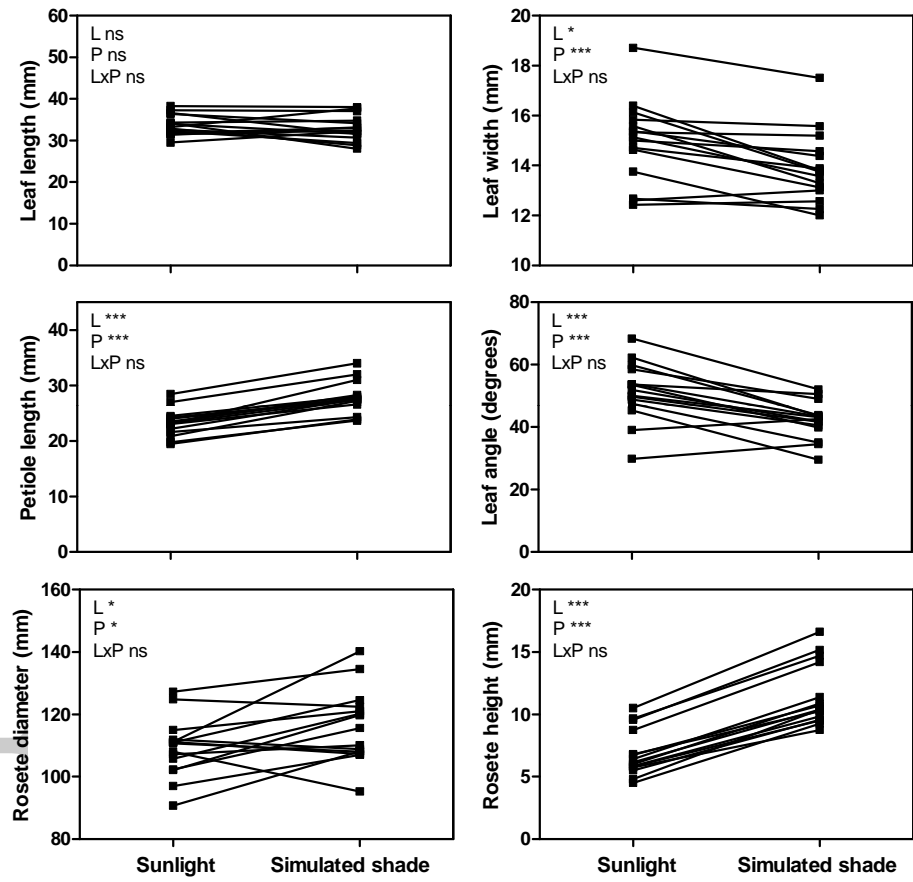 Leaf length (mm)
60
50
40
30
20
10
0
L ns
P ns
LxP ns
Leaf width (mm)
20
18
16
14
12
10
L *
P ***
LxP ns
Petiole length (mm)
40
30
20
10
0
L ***
P ***
LxP ns
Leaf angle (degrees)
80
60
40
20
0
L ***
P ***
LxP ns
Rosete diameter (mm)
160
140
120
100
80
L *
P *
LxP ns
Rosete height (mm)
20
15
10
5
0
L ***
P ***
LxP ns
Sunlight Simulated shade
Sunlight Simulated shade